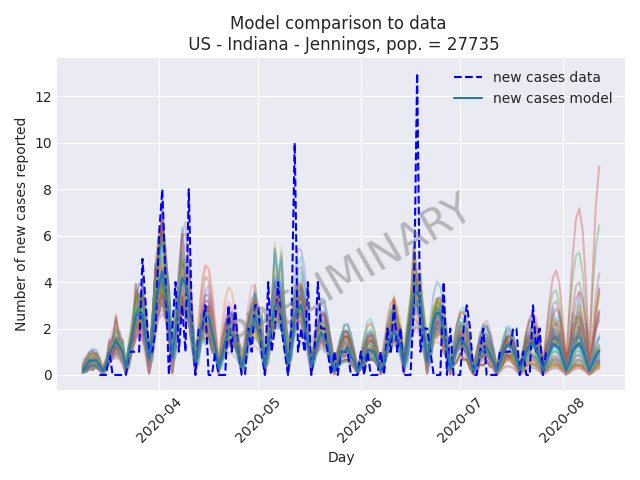 Model comparison to data
US - Indiana - Jennings, pop. = 27735
new cases data
new cases model
PRELIMINARY
Number of new cases reported
12
10
8
6
4
2
0
2020-04
2020-05
2020-06
2020-07
2020-08
Day